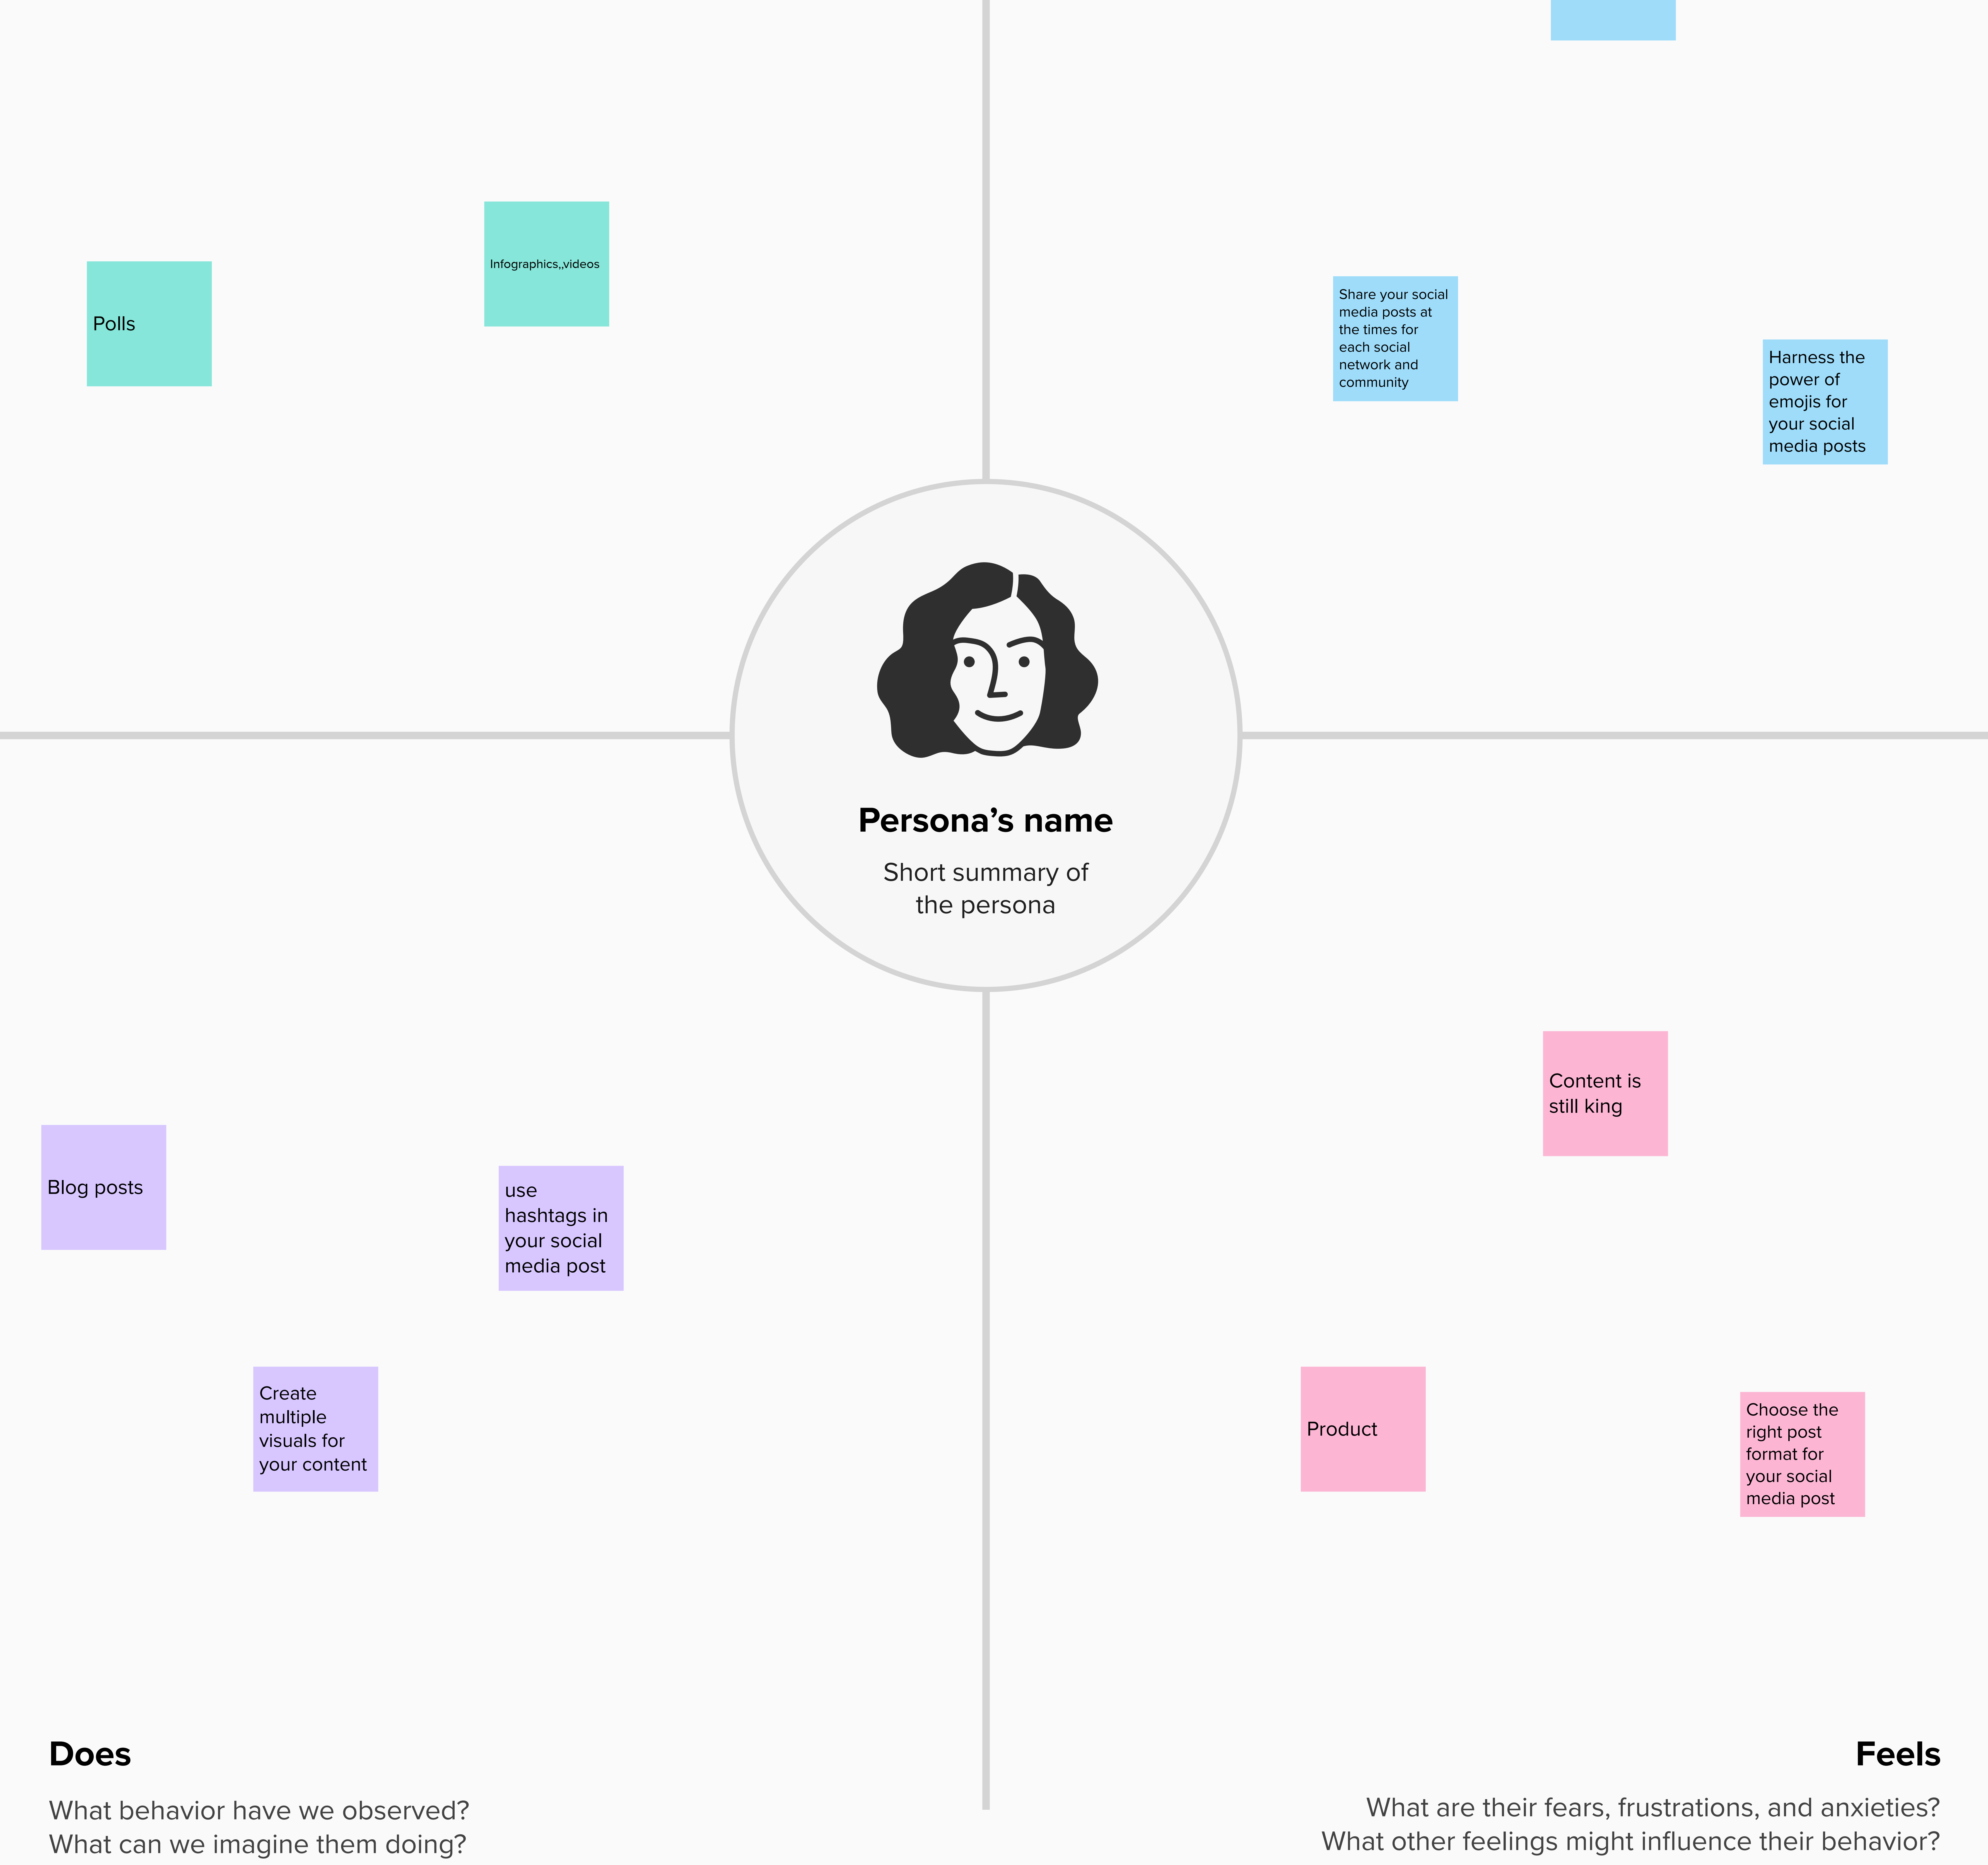 Polls
Infographics,,videos
Share your social
media posts at
the times for
each social
network and
community
Harness the
power of
emojis for
your social
media posts
Persona’s name
Short summary of
the persona
Blog posts
use
hashtags in
your social
media post
Create
multiple
visuals for
your content
Content is
still king
Product
Choose the
right post
format for
your social
media post
Does
What behavior have we observed?
What can we imagine them doing?
Feels
What are their fears, frustrations, and anxieties?
What other feelings might influence their behavior?